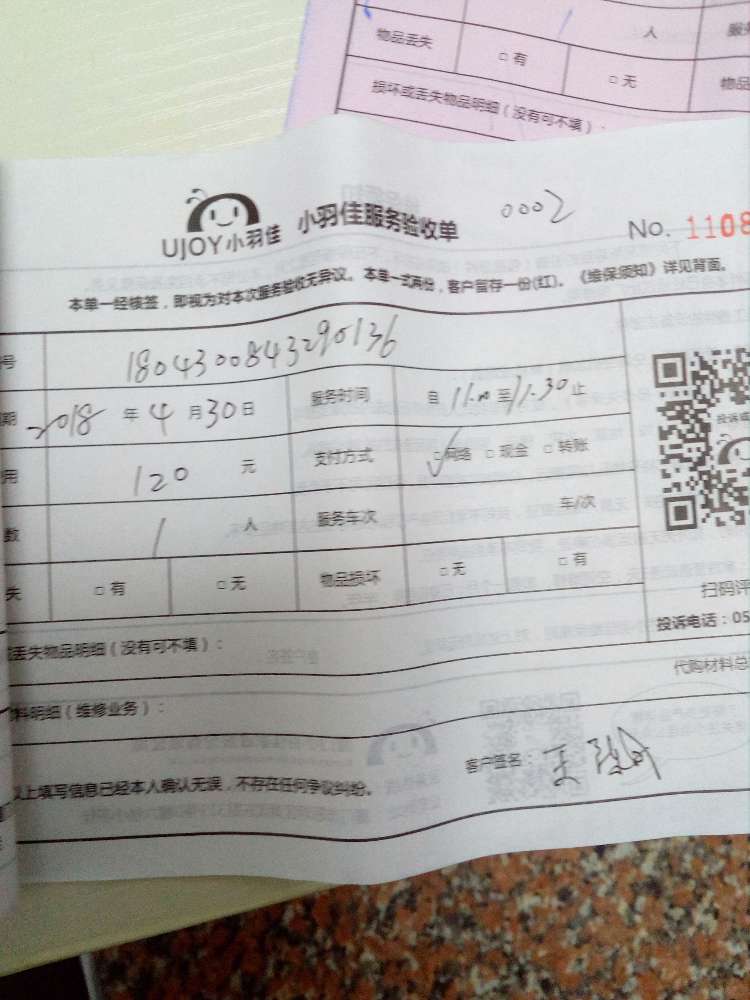 人
物品丢失 □有 □无 物品
损坏或丢失物品明细（没有可不填）：
UJOY小羽佳 小羽佳服务验收单 0002 No. 1108
本单一经核签，即视为对本次服务验收无异议。本单一式两份，客户留存一份(红)。《维保须知》详见背面。
号 1804300843290136
期 2018 年 4 月 30 日 服务时间 自 11.00 至 11.30 止
用 120 元 支付方式 □网络 □现金 □转账
数 1 人 服务车次 车/次
失 □有 □无 物品损坏 □无 □有
扫码评
投诉电话：05
丢失物品明细（没有可不填）：
代购材料总
料明细（维修业务）：
以上填写信息已经本人确认无误，不存在任何争议纠纷。 客户签名：王